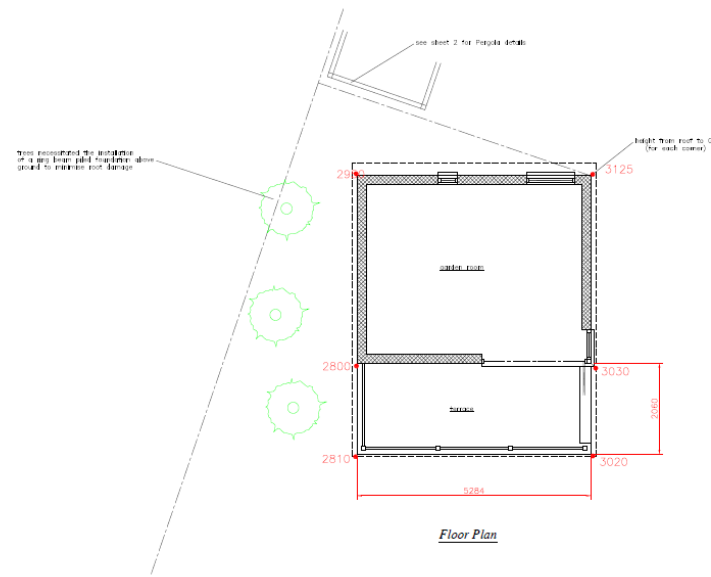 see sheet 2 for Pergola details
trees necessitated the installation
of a ring beam piled foundation above
ground to minimise root damage
height from roof to
(for each corner)
3125
garden room
2800
3030
terrace
2060
2810
3020
5284
Floor Plan